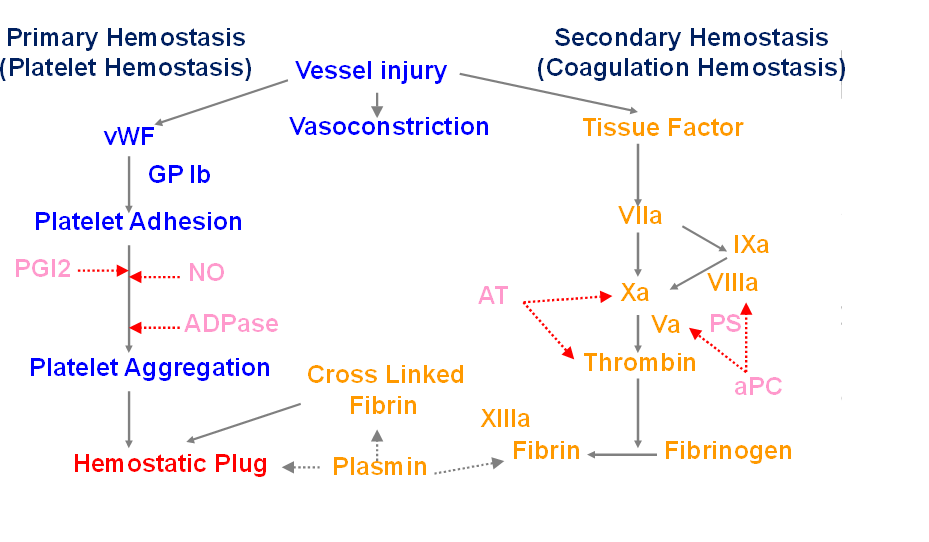 Primary Hemostasis
(Platelet Hemostasis)
Secondary Hemostasis
(Coagulation Hemostasis)
Vessel injury
vWF
Vasoconstriction
Tissue Factor
GP Ib
Platelet Adhesion
VIIa
IXa
PGI2
NO
VIIIa
AT
Xa
ADPase
Va
PS
Platelet Aggregation
Thrombin
Cross Linked
Fibrin
aPC
XIIIa
Hemostatic Plug
Plasmin
Fibrin
Fibrinogen